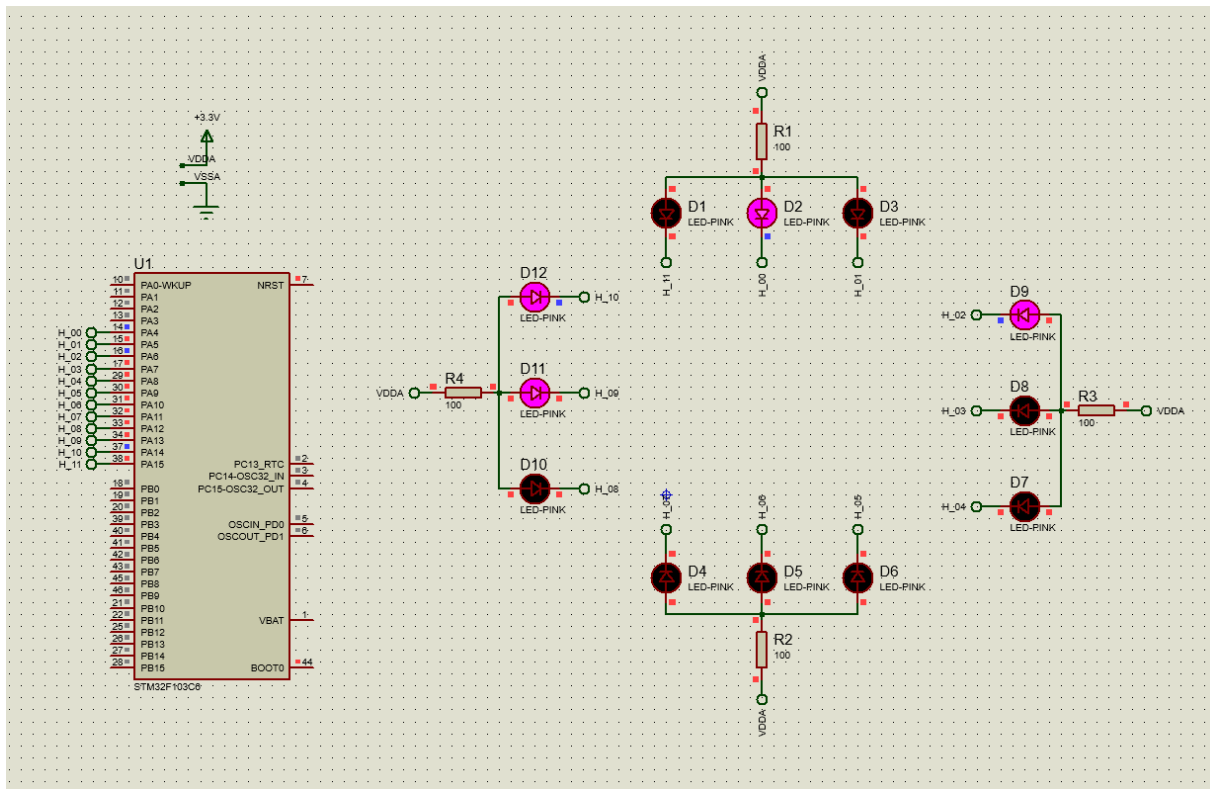 VDDA
+3.3V
R1
100
VDDA
VSSA
D1
LED-PINK
D2
LED-PINK
D3
LED-PINK
H_11
H_00
H_01
U1
10 PA0-WKUP NRST 7
11 PA1
12 PA2
13 PA3
H_00 14 PA4
H_01 15 PA5
H_02 16 PA6
H_03 17 PA7
H_04 29 PA8
H_05 30 PA9
H_06 31 PA10
H_07 32 PA11
H_08 33 PA12
H_09 34 PA13
H_10 37 PA14
H_11 38 PA15
PC13_RTC 2
PC14-OSC32_IN 3
PC15-OSC32_OUT 4
18 PB0
19 PB1
20 PB2
39 PB3
40 PB4
41 PB5
42 PB6
43 PB7
45 PB8
46 PB9
21 PB10
22 PB11
25 PB12
26 PB13
27 PB14
28 PB15
OSCIN_PD0 5
OSCOUT_PD1 6
VBAT 1
BOOT0 44
STM32F103C6
D12
H_10
LED-PINK
D11
VDDA
R4
100
H_09
LED-PINK
D10
H_08
LED-PINK
D9
H_02
LED-PINK
D8
H_03
LED-PINK
R3
100
VDDA
D7
H_04
LED-PINK
H_06
H_05
D4
LED-PINK
D5
LED-PINK
D6
LED-PINK
R2
100
VDDA